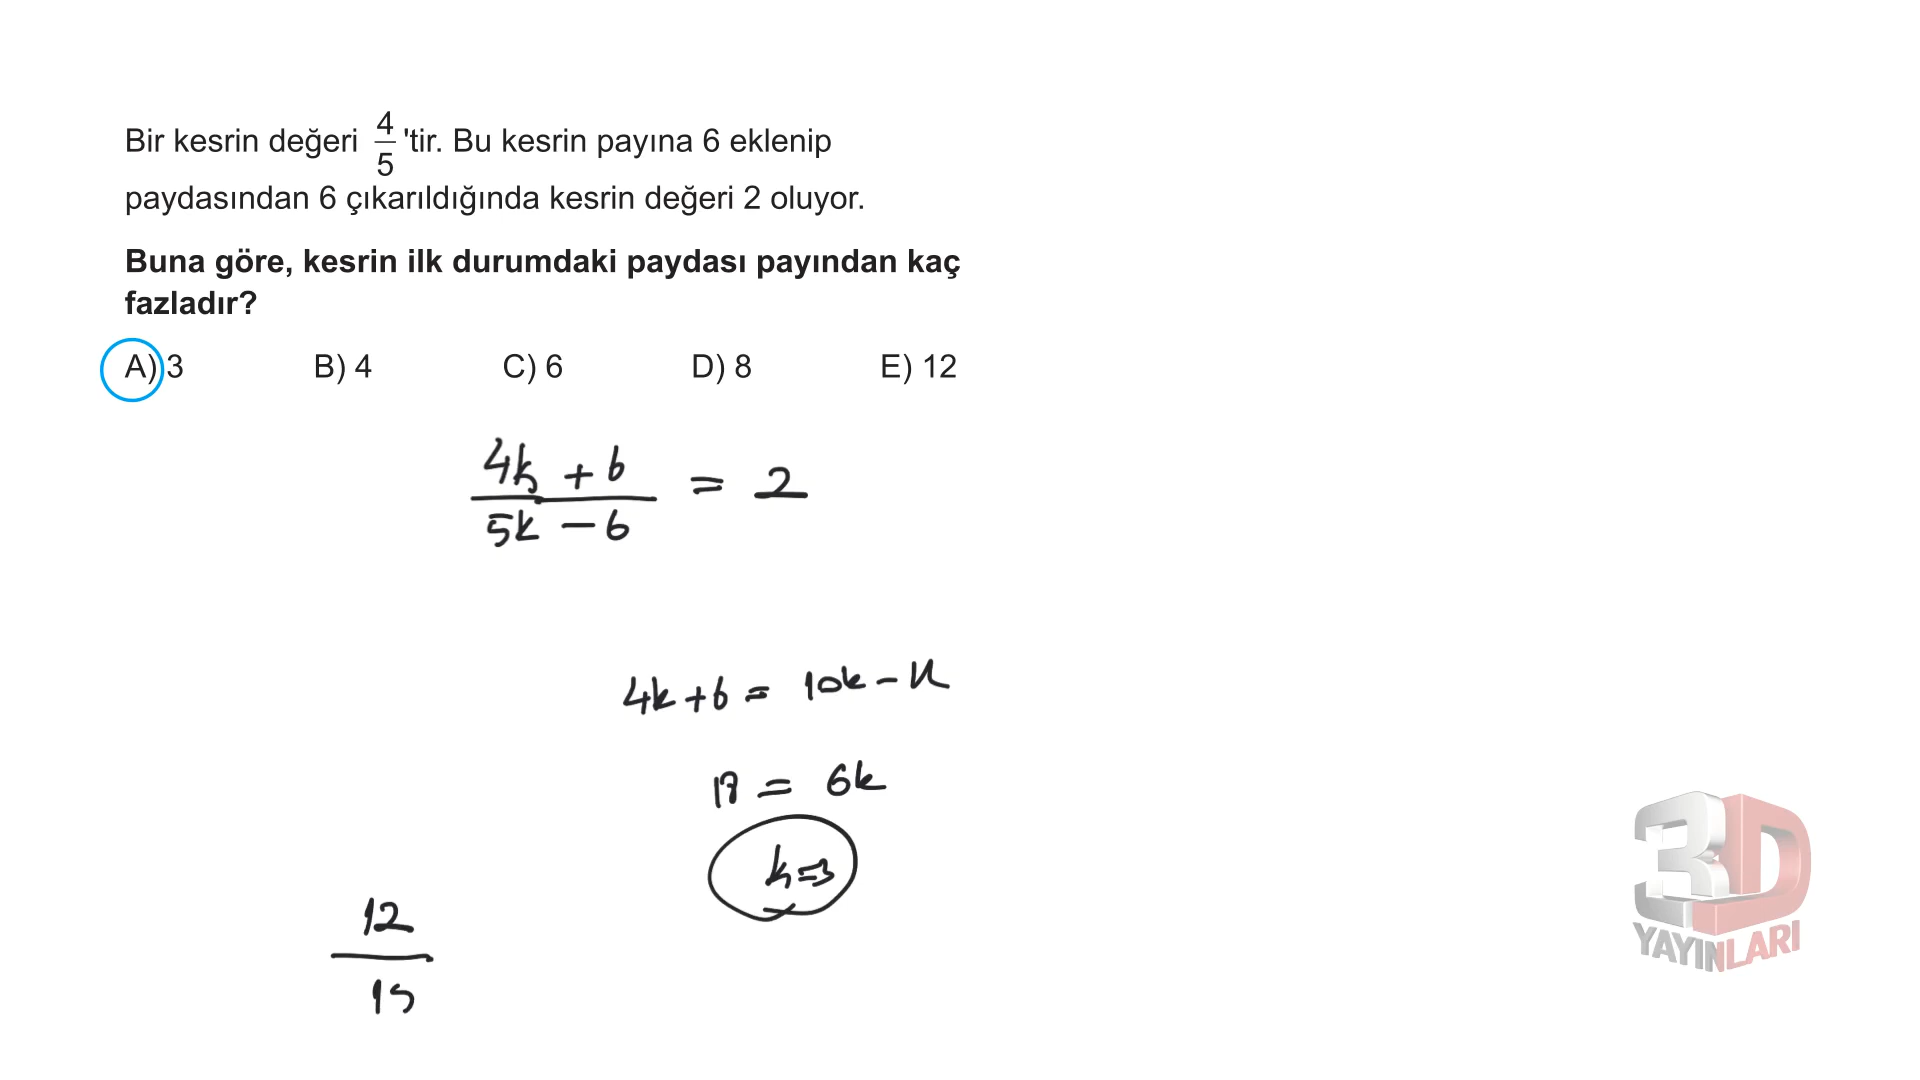 Bir kesrin değeri 4/5 'tir. Bu kesrin payına 6 eklenip
paydasından 6 çıkarıldığında kesrin değeri 2 oluyor.
Buna göre, kesrin ilk durumdaki paydası payından kaç
fazladır?
A) 3 B) 4 C) 6 D) 8 E) 12
4k + 6
5k - 6
= 2
4k + 6 = 10k - 12
18 = 6k
k=3
12
15
3D
YAYINLARI